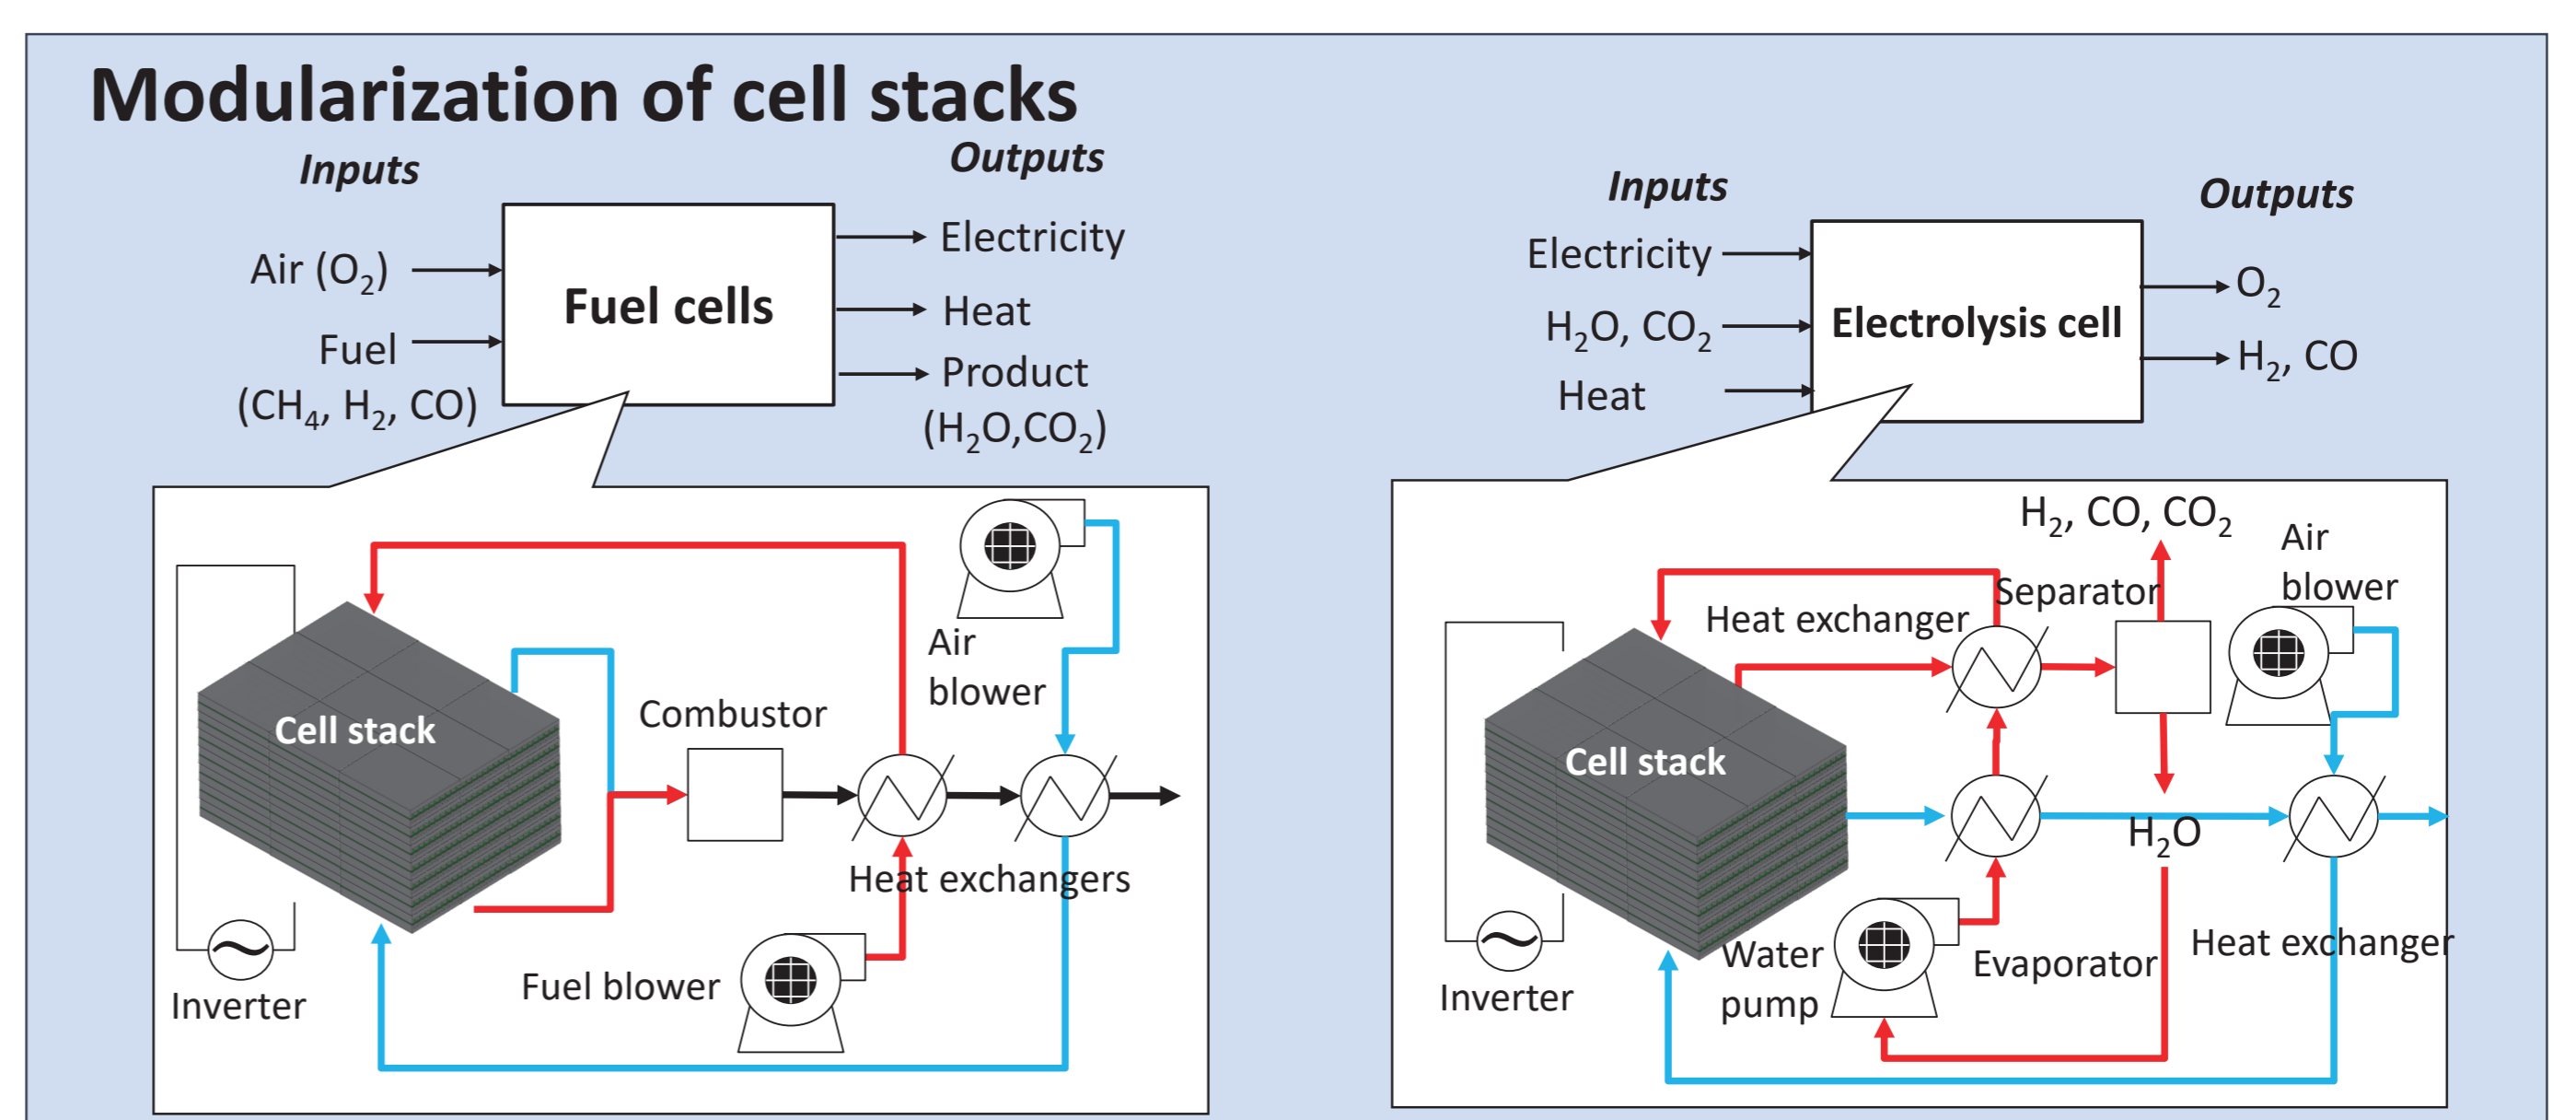 Modularization of cell stacks
Inputs
Outputs
Air (O₂)
Fuel
(CH₄, H₂, CO)
Fuel cells
Electricity
Heat
Product
(H₂O,CO₂)
Air
blower
Cell stack
Combustor
Heat exchangers
Fuel blower
Inverter
Inputs
Outputs
Electricity
H₂O, CO₂
Heat
Electrolysis cell
O₂
H₂, CO
H₂, CO, CO₂
Air
blower
Separator
Heat exchanger
Cell stack
H₂O
Heat exchanger
Water
pump
Evaporator
Inverter